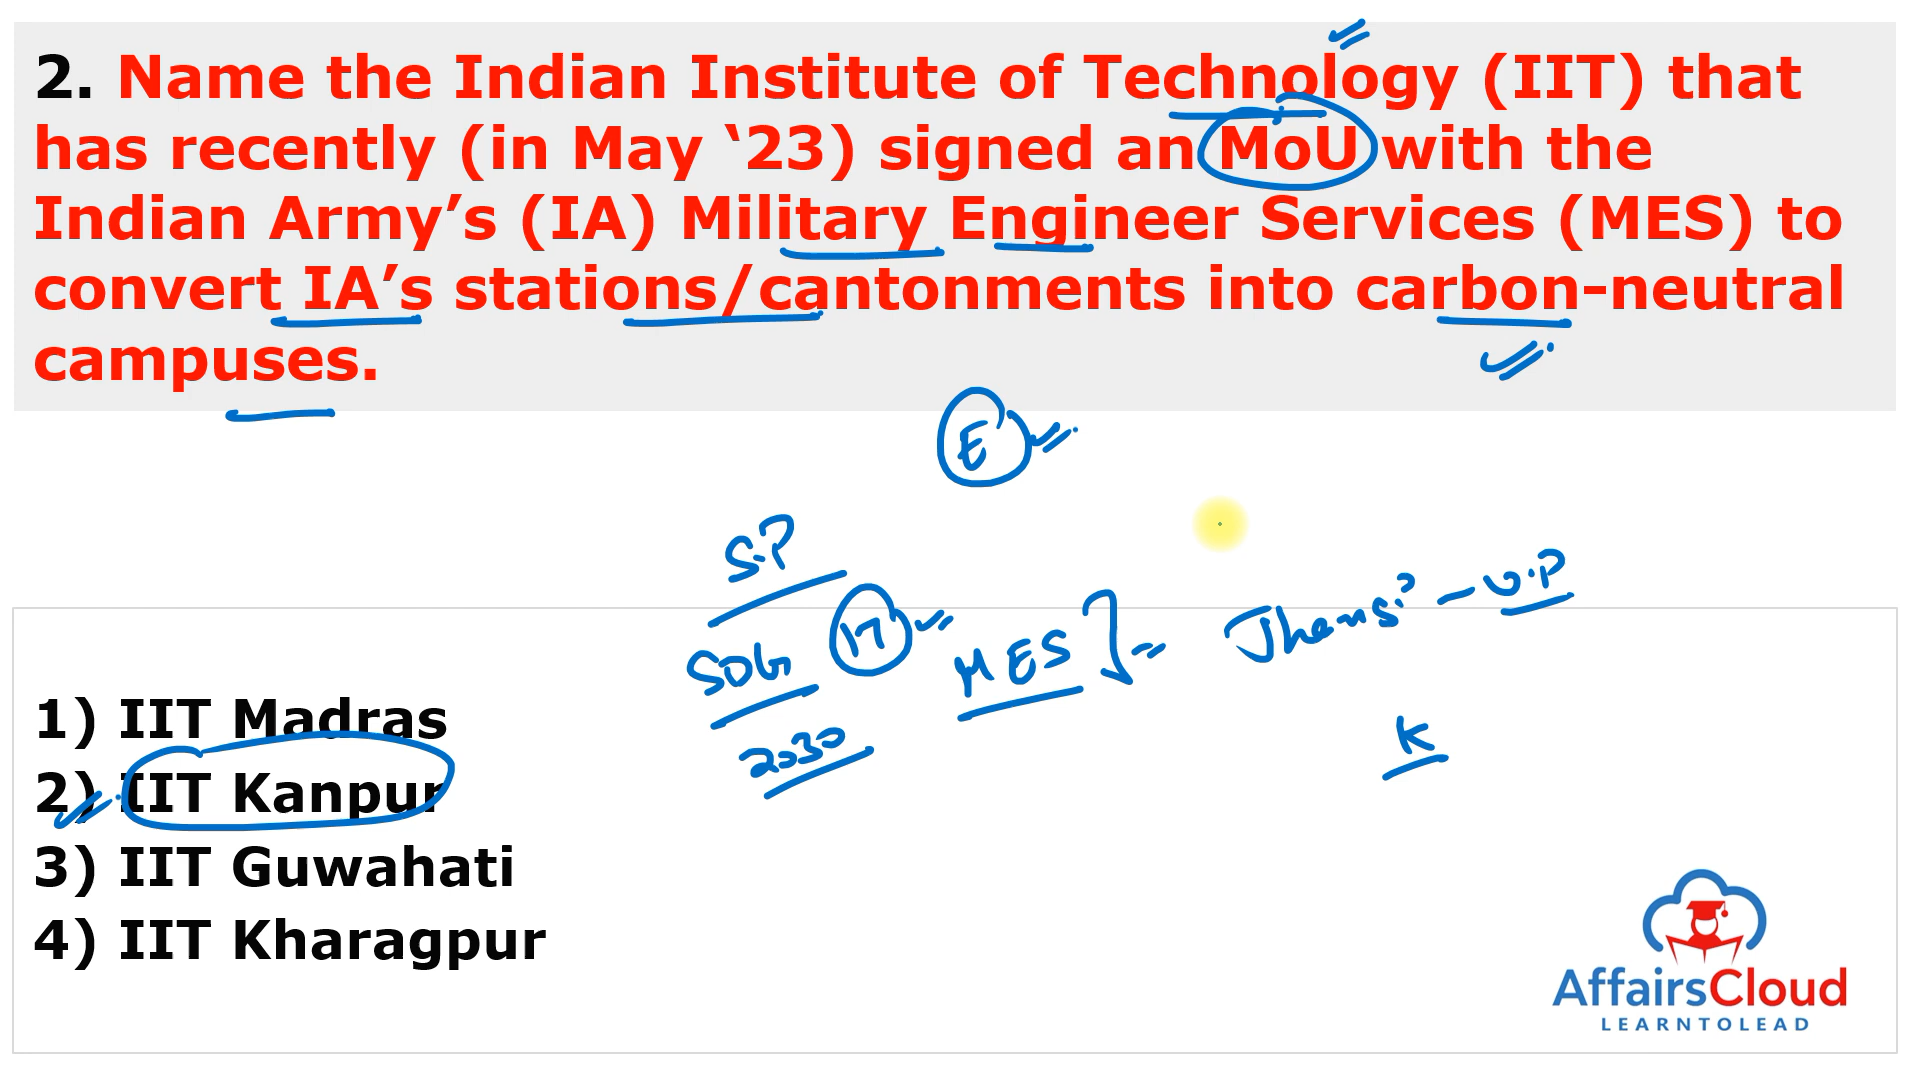 2. Name the Indian Institute of Technology (IIT) that
has recently (in May ‘23) signed an MoU with the
Indian Army’s (IA) Military Engineer Services (MES) to
convert IA’s stations/cantonments into carbon-neutral
campuses.
E
S.P
SDG 17 MES Jhansi - U.P
2030
K
1) IIT Madras
2) IIT Kanpur
3) IIT Guwahati
4) IIT Kharagpur
AffairsCloud
LEARNTOLEAD